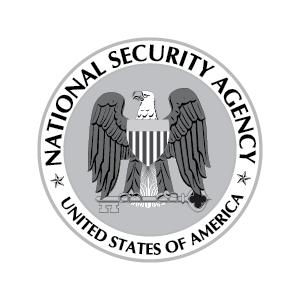 NATIONAL SECURITY AGENCY
UNITED STATES OF AMERICA